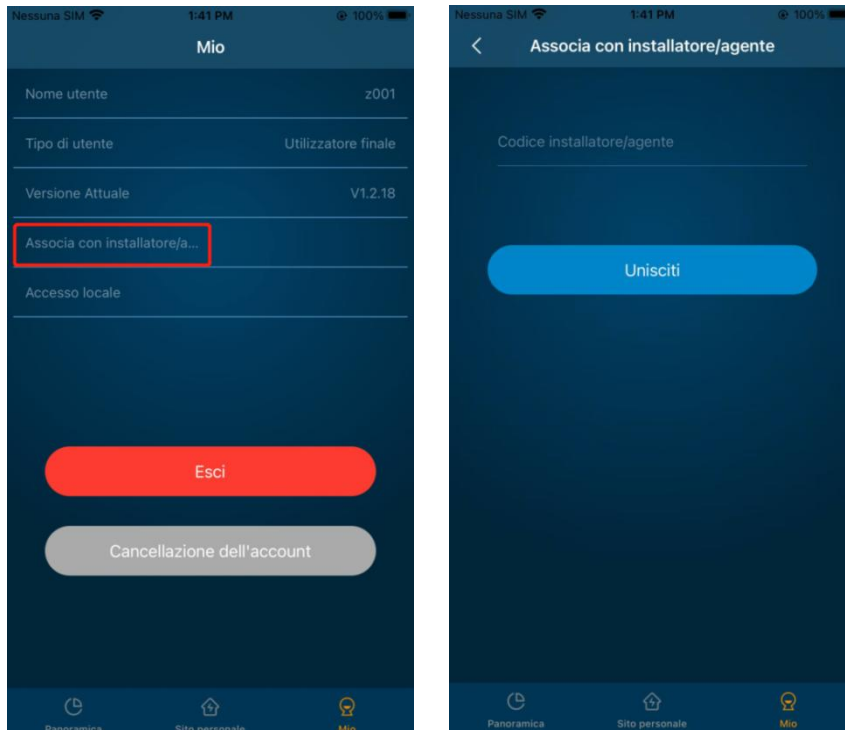 Nessuna SIM 1:41 PM 100%
Mio
Nome utente z001
Tipo di utente Utilizzatore finale
Versione Attuale V1.2.18
Associa con installatore/a...
Accesso locale
Esci
Cancellazione dell'account
Panoramica Sito personale Mio
Nessuna SIM 1:41 PM 100%
Associa con installatore/agente
Codice installatore/agente
Unisciti
Panoramica Sito personale Mio